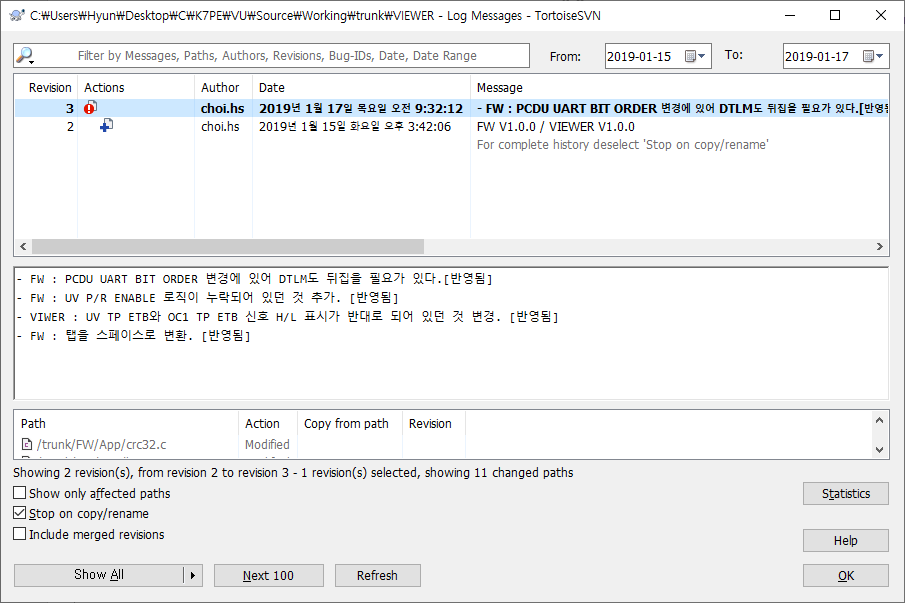 C:₩Users₩Hyun₩Desktop₩C₩K7PE₩VU₩Source₩Working₩trunk₩VIEWER - Log Messages - TortoiseSVN
Filter by Messages, Paths, Authors, Revisions, Bug-IDs, Date, Date Range
From: 2019-01-15 To: 2019-01-17
Revision Actions Author Date Message
3 choi.hs 2019년 1월 17일 목요일 오전 9:32:12 - FW : PCDU UART BIT ORDER 변경에 있어 DTLM도 뒤집을 필요가 있다.[반영됨
2 choi.hs 2019년 1월 15일 화요일 오후 3:42:06 FW V1.0.0 / VIEWER V1.0.0
For complete history deselect 'Stop on copy/rename'
- FW : PCDU UART BIT ORDER 변경에 있어 DTLM도 뒤집을 필요가 있다.[반영됨]
- FW : UV P/R ENABLE 로직이 누락되어 있던 것 추가. [반영됨]
- VIWER : UV TP ETB와 OC1 TP ETB 신호 H/L 표시가 반대로 되어 있던 것 변경. [반영됨]
- FW : 탭을 스페이스로 변환. [반영됨]
Path Action Copy from path Revision
/trunk/FW/App/crc32.c Modified
Showing 2 revision(s), from revision 2 to revision 3 - 1 revision(s) selected, showing 11 changed paths
Show only affected paths
Statistics
Stop on copy/rename
Include merged revisions
Help
Show All Next 100 Refresh OK